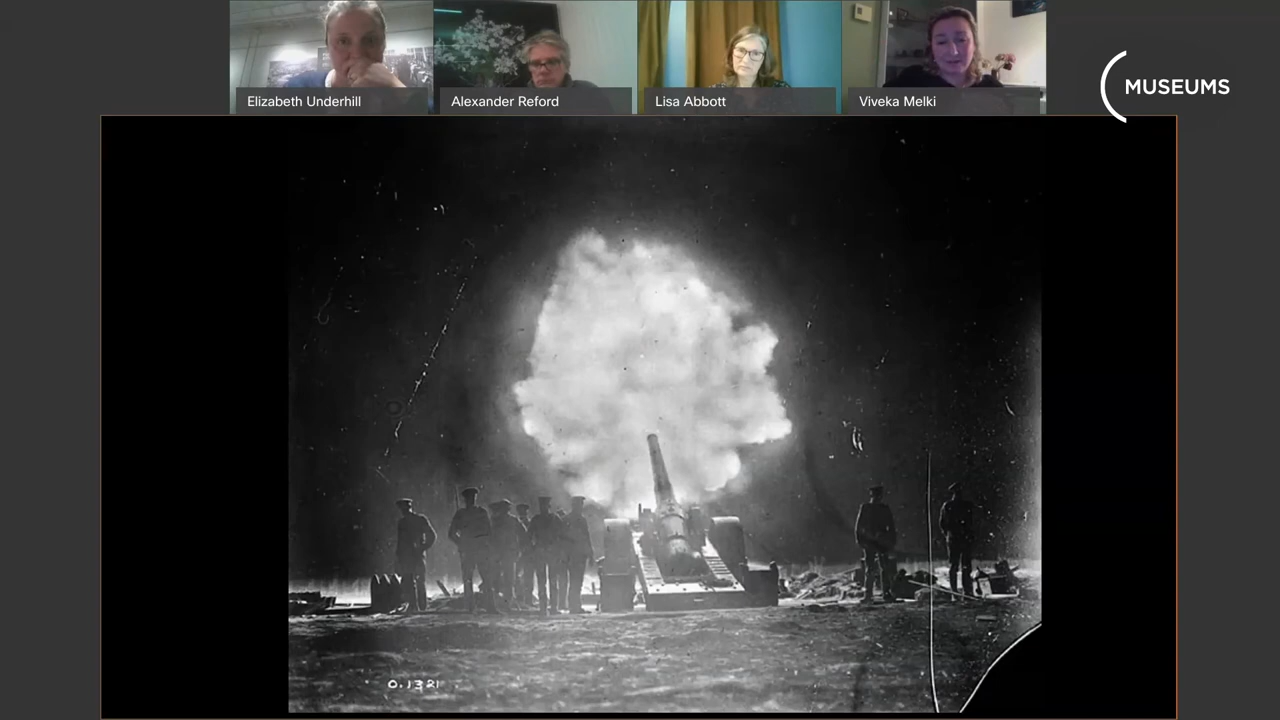 Elizabeth Underhill
Alexander Reford
Lisa Abbott
Viveka Melki
MUSEUMS
O.1321